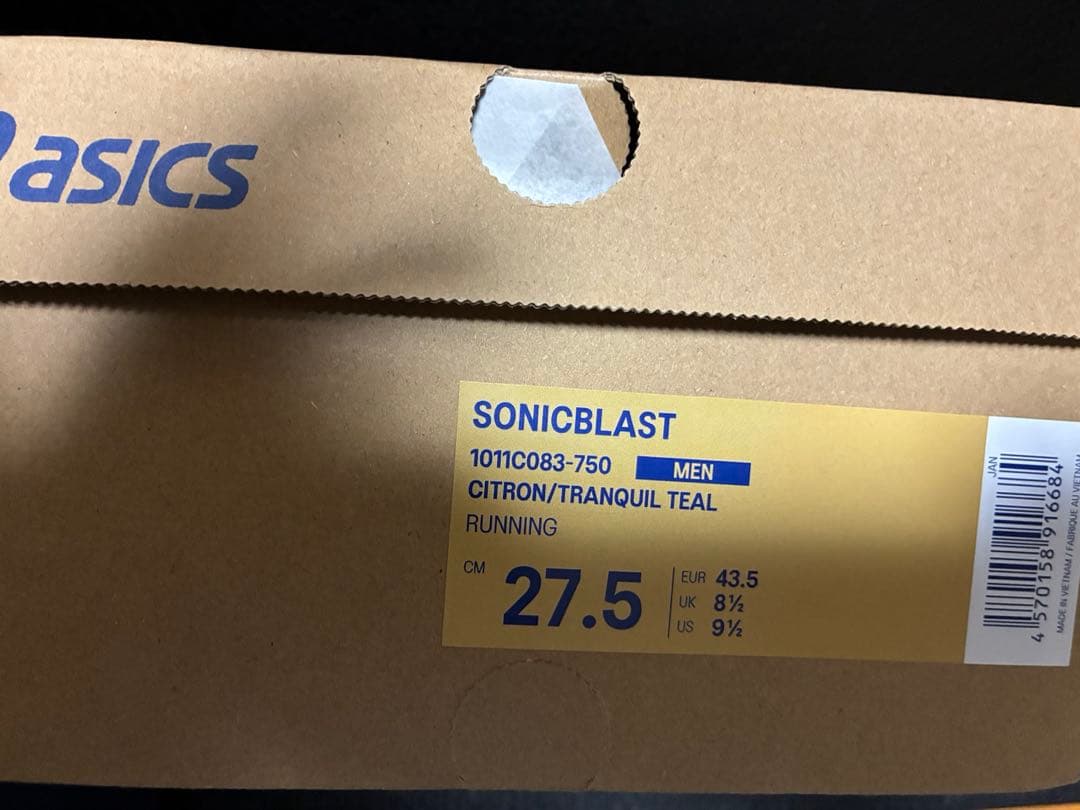 asics
SONICBLAST
1011C083-750 MEN
CITRON/TRANQUIL TEAL
RUNNING
CM 27.5
EUR 43.5
UK 8½
US 9½
JAN
4570158916684
MADE IN VIETNAM / FABRIQUE AU VIETNAM